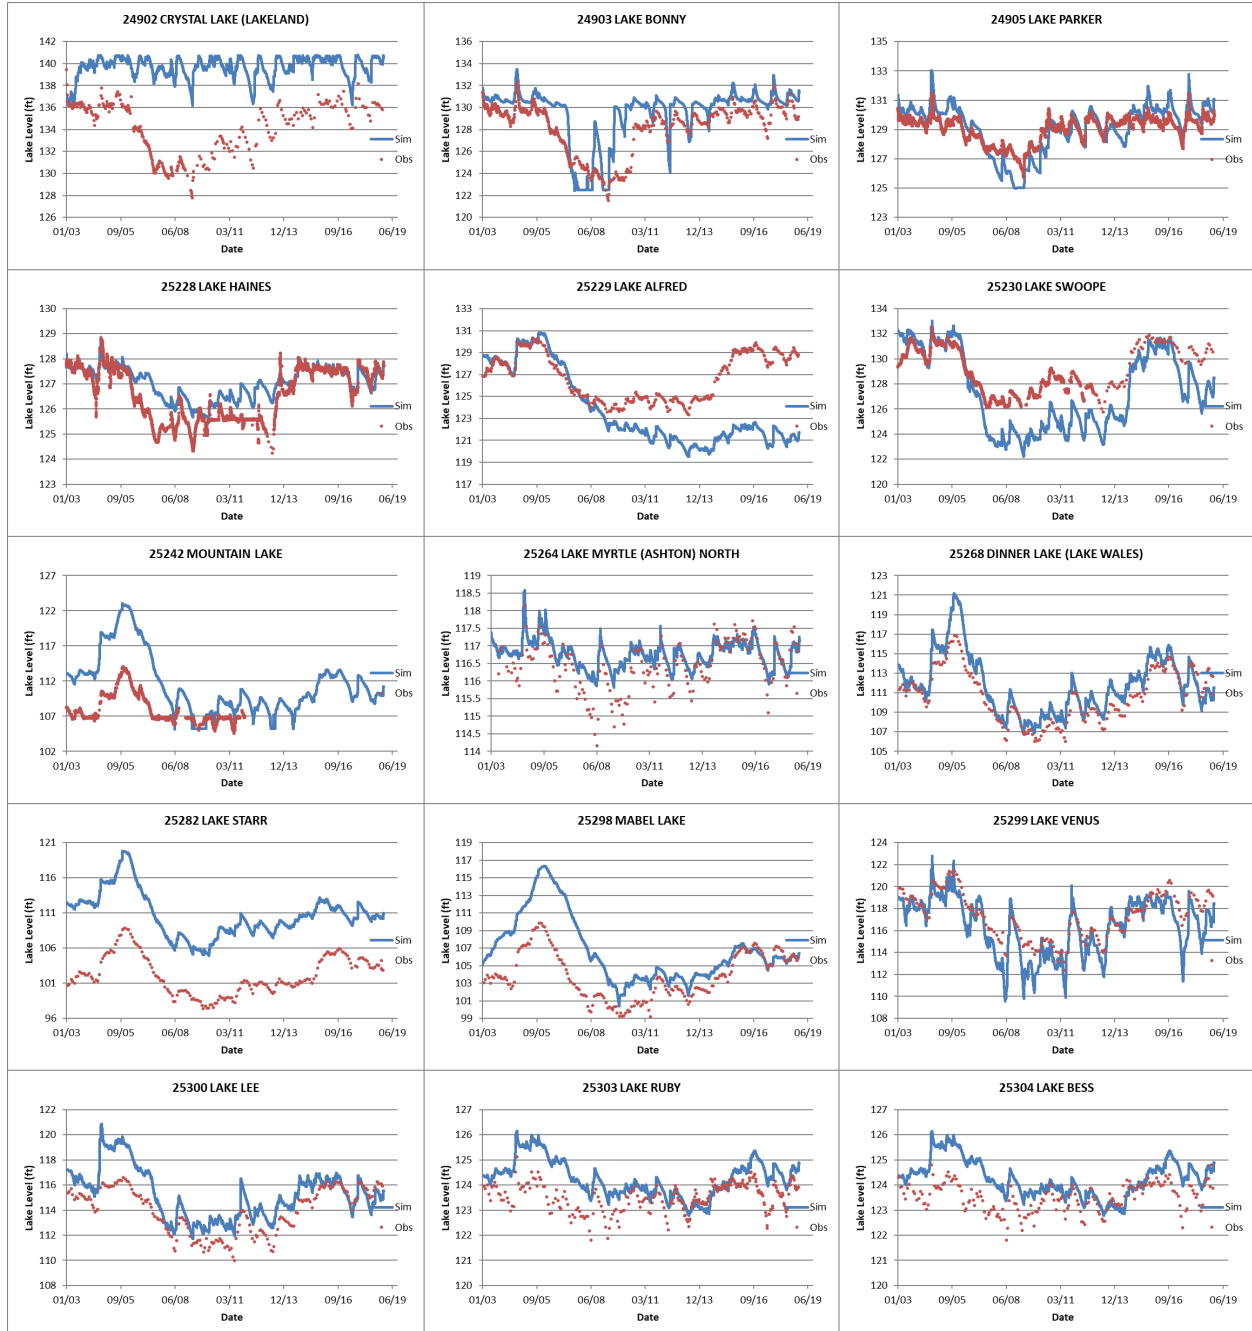 24902 CRYSTAL LAKE (LAKELAND)
142
140
138
136
134
132
130
128
126
Lake Level (ft)
01/03 09/05 06/08 03/11 12/13 09/16 06/19
Date
Sim
Obs
24903 LAKE BONNY
136
134
132
130
128
126
124
122
120
Lake Level (ft)
01/03 09/05 06/08 03/11 12/13 09/16 06/19
Date
Sim
Obs
24905 LAKE PARKER
135
133
131
129
127
125
123
Lake Level (ft)
01/03 09/05 06/08 03/11 12/13 09/16 06/19
Date
Sim
Obs
25228 LAKE HAINES
130
129
128
127
126
125
124
123
Lake Level (ft)
01/03 09/05 06/08 03/11 12/13 09/16 06/19
Date
Sim
Obs
25229 LAKE ALFRED
133
131
129
127
125
123
121
119
117
Lake Level (ft)
01/03 09/05 06/08 03/11 12/13 09/16 06/19
Date
Sim
Obs
25230 LAKE SWOOPE
134
132
130
128
126
124
122
120
Lake Level (ft)
01/03 09/05 06/08 03/11 12/13 09/16 06/19
Date
Sim
Obs
25242 MOUNTAIN LAKE
127
122
117
112
107
102
Lake Level (ft)
01/03 09/05 06/08 03/11 12/13 09/16 06/19
Date
Sim
Obs
25264 LAKE MYRTLE (ASHTON) NORTH
119
118.5
118
117.5
117
116.5
116
115.5
115
114.5
114
Lake Level (ft)
01/03 09/05 06/08 03/11 12/13 09/16 06/19
Date
Sim
Obs
25268 DINNER LAKE (LAKE WALES)
123
121
119
117
115
113
111
109
107
105
Lake Level (ft)
01/03 09/05 06/08 03/11 12/13 09/16 06/19
Date
Sim
Obs
25282 LAKE STARR
121
116
111
106
101
96
Lake Level (ft)
01/03 09/05 06/08 03/11 12/13 09/16 06/19
Date
Sim
Obs
25298 MABEL LAKE
119
117
115
113
111
109
107
105
103
101
99
Lake Level (ft)
01/03 09/05 06/08 03/11 12/13 09/16 06/19
Date
Sim
Obs
25299 LAKE VENUS
124
122
120
118
116
114
112
110
108
Lake Level (ft)
01/03 09/05 06/08 03/11 12/13 09/16 06/19
Date
Sim
Obs
25300 LAKE LEE
122
120
118
116
114
112
110
108
Lake Level (ft)
01/03 09/05 06/08 03/11 12/13 09/16 06/19
Date
Sim
Obs
25303 LAKE RUBY
127
126
125
124
123
122
121
120
Lake Level (ft)
01/03 09/05 06/08 03/11 12/13 09/16 06/19
Date
Sim
Obs
25304 LAKE BESS
127
126
125
124
123
122
121
120
Lake Level (ft)
01/03 09/05 06/08 03/11 12/13 09/16 06/19
Date
Sim
Obs